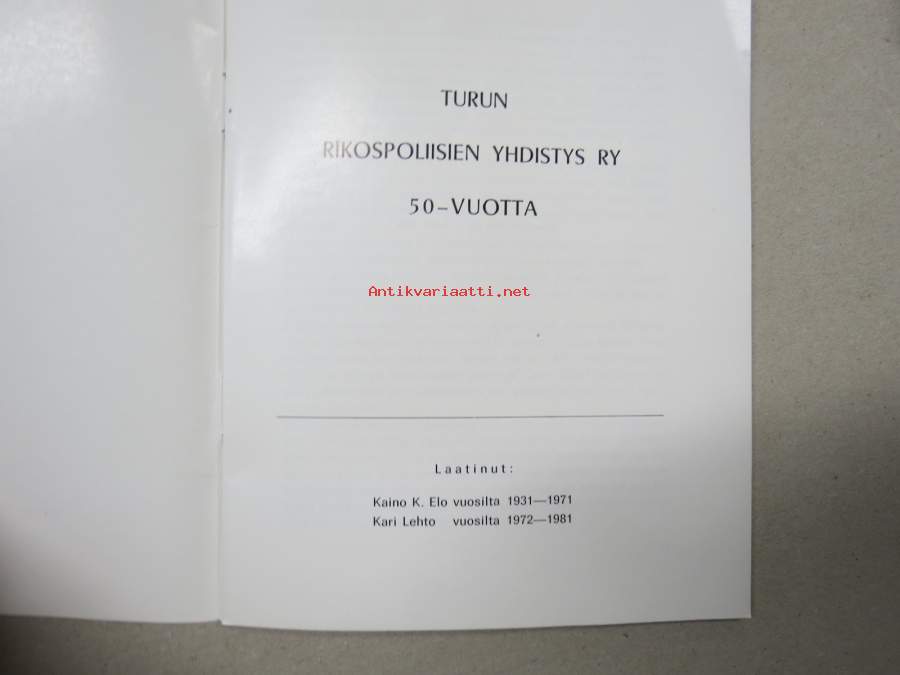 TURUN
RIKOSPOLIISIEN YHDISTYS RY
50–VUOTTA
Antikvariaatti.net
Laatinut:
Kaino K. Elo vuosilta 1931—1971
Kari Lehto vuosilta 1972—1981